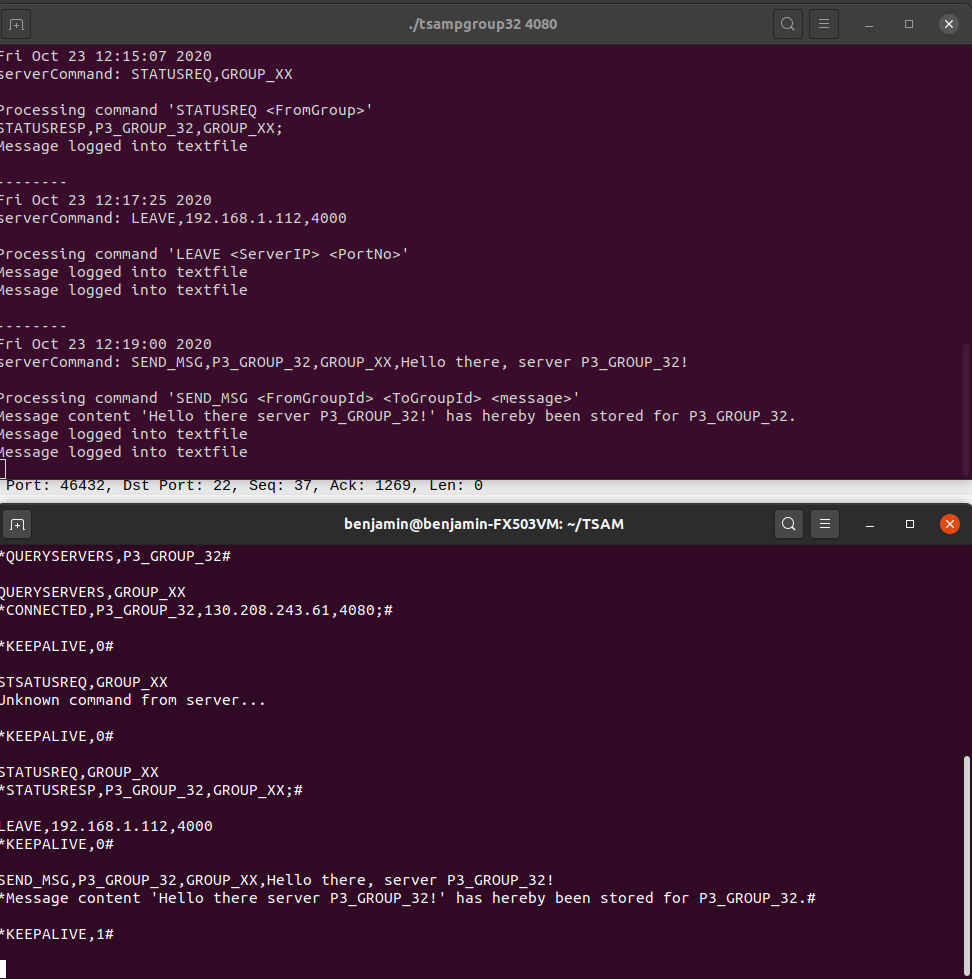 ./tsampgroup32 4080
Fri Oct 23 12:15:07 2020
serverCommand: STATUSREQ,GROUP_XX
Processing command 'STATUSREQ <FromGroup>'
STATUSRESP,P3_GROUP_32,GROUP_XX;
Message logged into textfile
--------
Fri Oct 23 12:17:25 2020
serverCommand: LEAVE,192.168.1.112,4000
Processing command 'LEAVE <ServerIP> <PortNo>'
Message logged into textfile
Message logged into textfile
--------
Fri Oct 23 12:19:00 2020
serverCommand: SEND_MSG,P3_GROUP_32,GROUP_XX,Hello there, server P3_GROUP_32!
Processing command 'SEND_MSG <FromGroupId> <ToGroupId> <message>'
Message content 'Hello there server P3_GROUP_32!' has hereby been stored for P3_GROUP_32.
Message logged into textfile
Message logged into textfile
Port: 46432, Dst Port: 22, Seq: 37, Ack: 1269, Len: 0
benjamin@benjamin-FX503VM: ~/TSAM
*QUERYSERVERS,P3_GROUP_32#
QUERYSERVERS,GROUP_XX
*CONNECTED,P3_GROUP_32,130.208.243.61,4080;#
*KEEPALIVE,0#
STSATUSREQ,GROUP_XX
Unknown command from server...
*KEEPALIVE,0#
STATUSREQ,GROUP_XX
*STATUSRESP,P3_GROUP_32,GROUP_XX;#
LEAVE,192.168.1.112,4000
*KEEPALIVE,0#
SEND_MSG,P3_GROUP_32,GROUP_XX,Hello there, server P3_GROUP_32!
*Message content 'Hello there server P3_GROUP_32!' has hereby been stored for P3_GROUP_32.#
*KEEPALIVE,1#